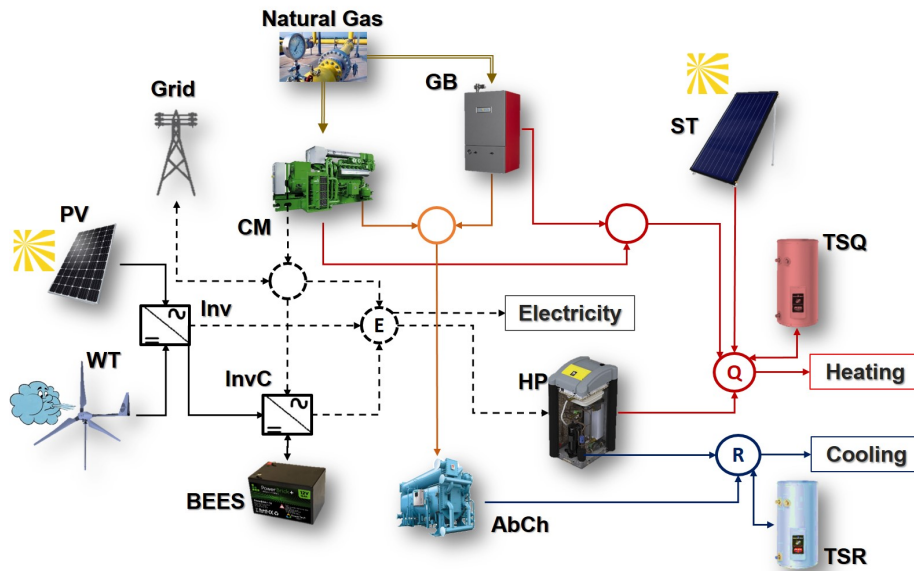 Natural Gas
GB
Grid
ST
PV
CM
TSQ
Inv
E
Electricity
WT
InvC
HP
Q
Heating
R
Cooling
BEES
AbCh
TSR